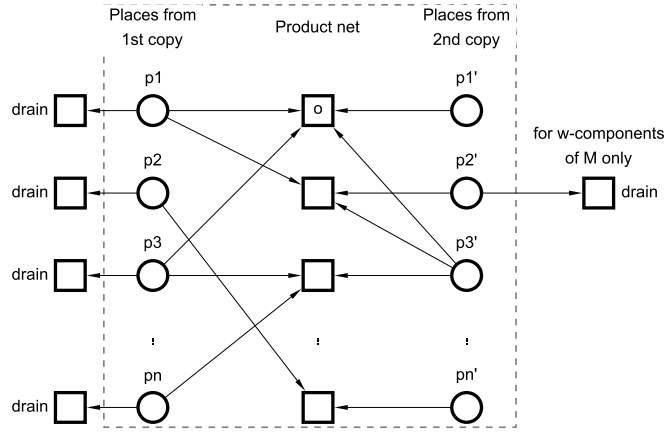 Places from
1st copy
Product net
Places from
2nd copy
p1
p1'
drain
o
for w-components
of M only
p2
p2'
drain
drain
p3
p3'
drain
pn
pn'
drain